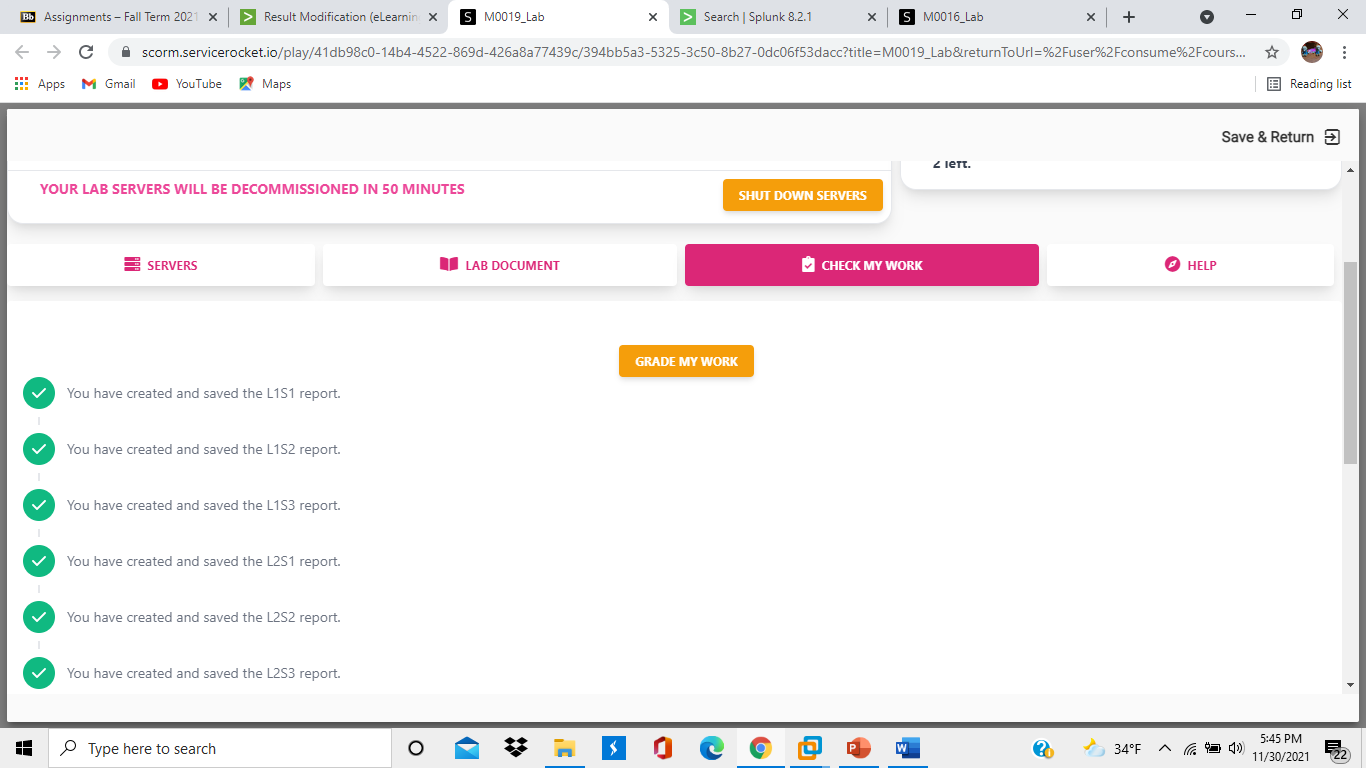 Assignments – Fall Term 2021
Result Modification (eLearnin
M0019_Lab
Search | Splunk 8.2.1
M0016_Lab
scorm.servicerocket.io/play/41db98c0-14b4-4522-869d-426a8a77439c/394bb5a3-5325-3c50-8b27-0dc06f53dacc?title=M0019_Lab&returnToUrl=%2Fuser%2Fconsume%2Fcours...
Apps
Gmail
YouTube
Maps
Reading list
Save & Return
2 left.
YOUR LAB SERVERS WILL BE DECOMMISSIONED IN 50 MINUTES
SHUT DOWN SERVERS
SERVERS
LAB DOCUMENT
CHECK MY WORK
HELP
GRADE MY WORK
You have created and saved the L1S1 report.
You have created and saved the L1S2 report.
You have created and saved the L1S3 report.
You have created and saved the L2S1 report.
You have created and saved the L2S2 report.
You have created and saved the L2S3 report.
Type here to search
34°F
5:45 PM
11/30/2021
22